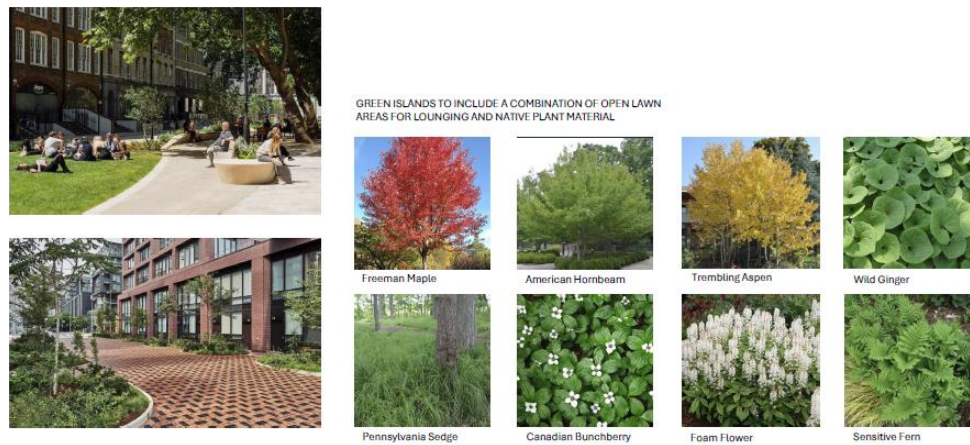 GREEN ISLANDS TO INCLUDE A COMBINATION OF OPEN LAWN
AREAS FOR LOUNGING AND NATIVE PLANT MATERIAL
Freeman Maple
American Hornbeam
Trembling Aspen
Wild Ginger
Pennsylvania Sedge
Canadian Bunchberry
Foam Flower
Sensitive Fern